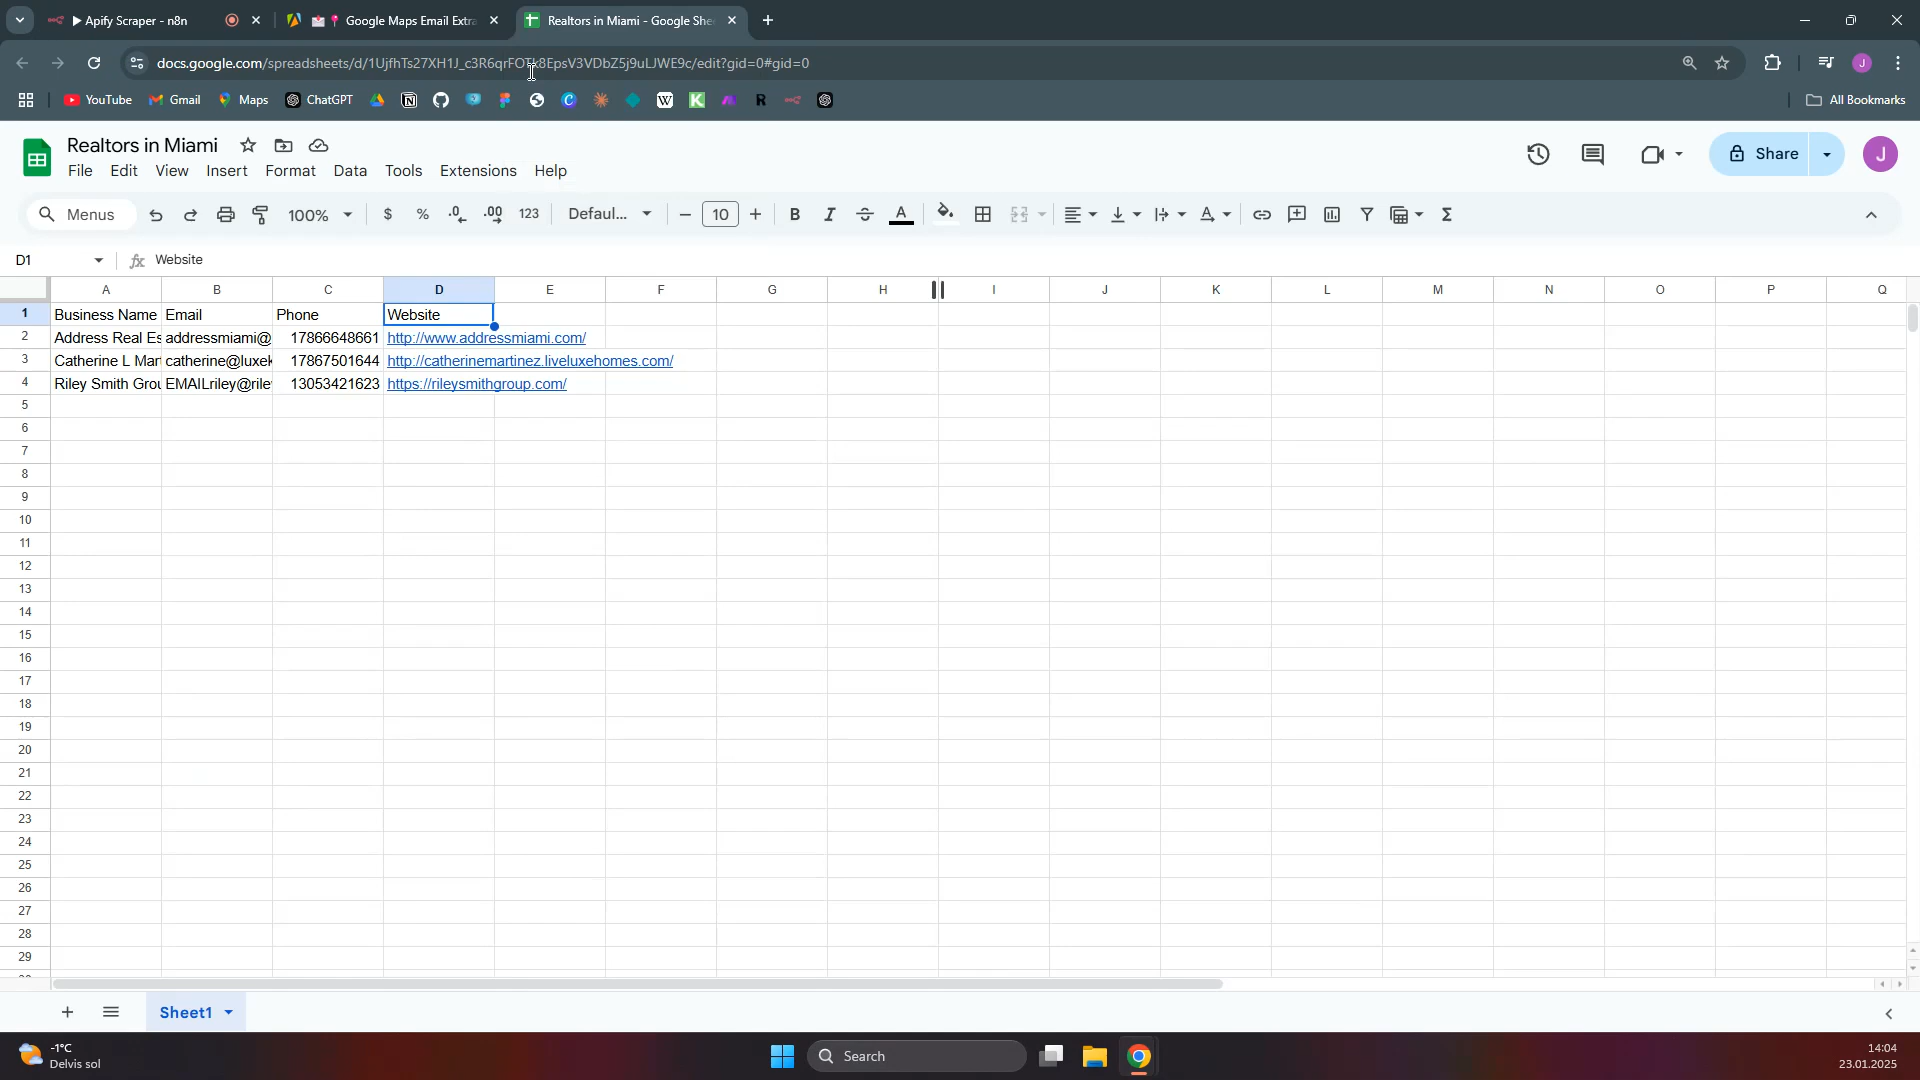 ▶ Apify Scraper - n8n
Google Maps Email Extra
Realtors in Miami - Google She
docs.google.com/spreadsheets/d/1UjfhTs27XH1J_c3R6qrFOTk8EpsV3VDbZ5j9uLJWE9c/edit?gid=0#gid=0
J
YouTube
Gmail
Maps
ChatGPT
All Bookmarks
Realtors in Miami
File Edit View Insert Format Data Tools Extensions Help
Share
J
Menus
100%
$ % .0 .00 123
Defaul...
10
B I A
D1
Website
A B C D E F G H I J K L M N O P Q
1 Business Name Email Phone Website
2 Address Real Es addressmiami@ 17866648661 http://www.addressmiami.com/
3 Catherine L Mar catherine@luxek 17867501644 http://catherinemartinez.liveluxehomes.com/
4 Riley Smith Grou EMAILriley@rile 13053421623 https://rileysmithgroup.com/
5
6
7
8
9
10
11
12
13
14
15
16
17
18
19
20
21
22
23
24
25
26
27
28
29
Sheet1
-1°C
Delvis sol
Search
14:04
23.01.2025